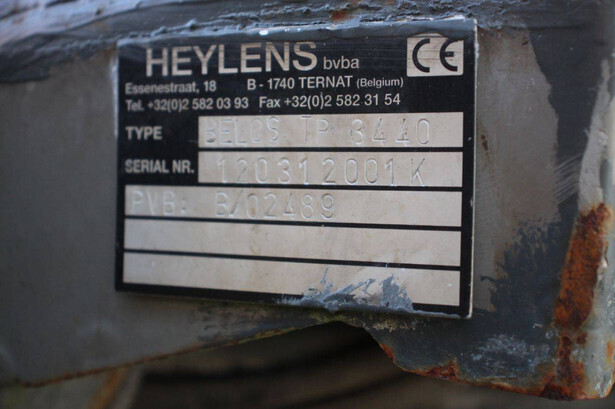 HEYLENS bvba
CE
Essenestraat, 18 B - 1740 TERNAT (Belgium)
Tel. +32(0)2 582 03 93 Fax +32(0)2 582 31 54
TYPE BELOS TP 3440
SERIAL NR. 120312001K
PVB: B/02489